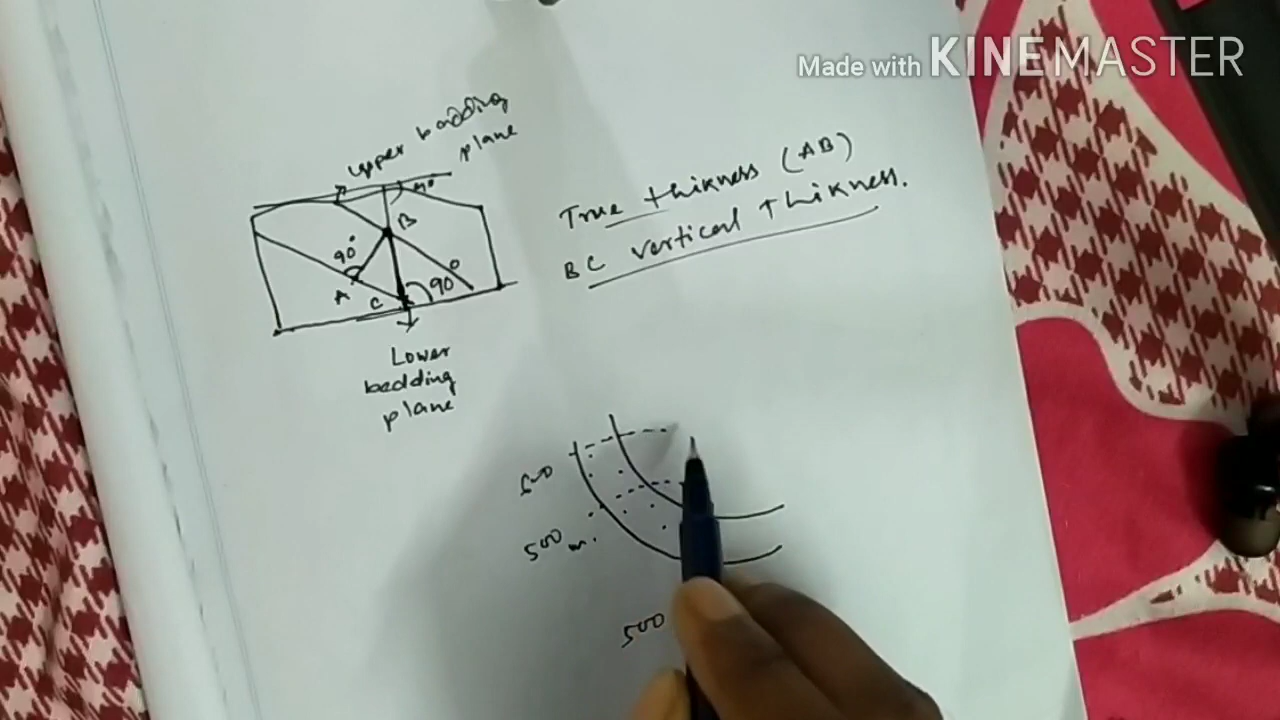 Made with KINEMASTER
upper bedding
plane
90°
B
90°
A
C
90°
Lower
bedding
plane
True thikness (AB)
BC vertical thikness.
500
500 m.
500